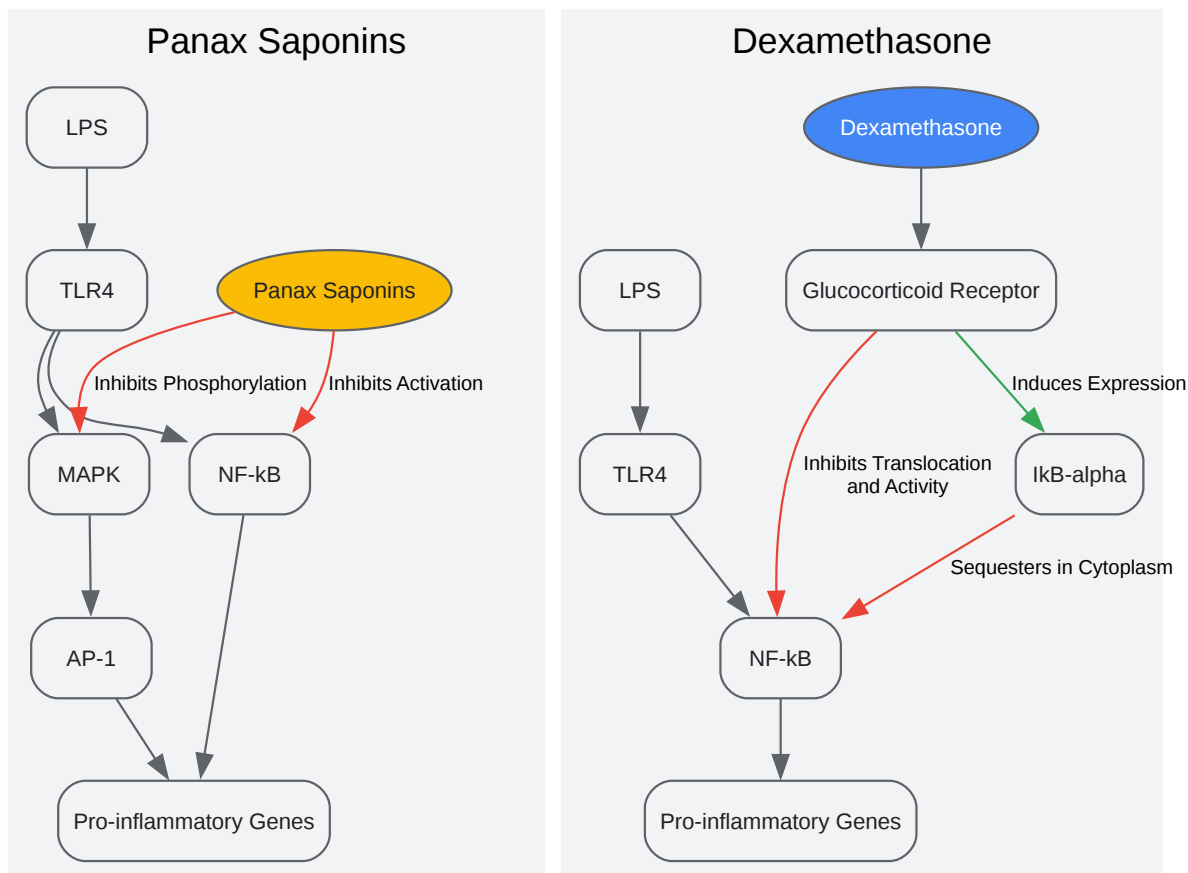 Panax Saponins
LPS
TLR4
Panax Saponins
Inhibits Phosphorylation
Inhibits Activation
MAPK
NF-kB
AP-1
Pro-inflammatory Genes
Dexamethasone
Dexamethasone
LPS
Glucocorticoid Receptor
Induces Expression
TLR4
Inhibits Translocation
and Activity
IkB-alpha
Sequesters in Cytoplasm
NF-kB
Pro-inflammatory Genes